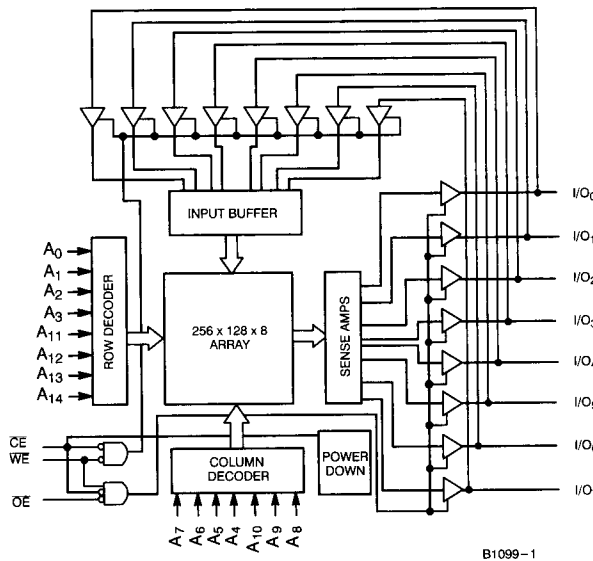 INPUT BUFFER
I/O0
I/O1
I/O2
I/O3
A0
A1
A2
A3
A11
A12
A13
A14
ROW DECODER
256 x 128 x 8
ARRAY
SENSE AMPS
I/O
I/O5
I/O
I/O
CE
WE
OE
COLUMN
DECODER
POWER
DOWN
A7
A6
A5
A4
A10
A9
A8
B1099-1